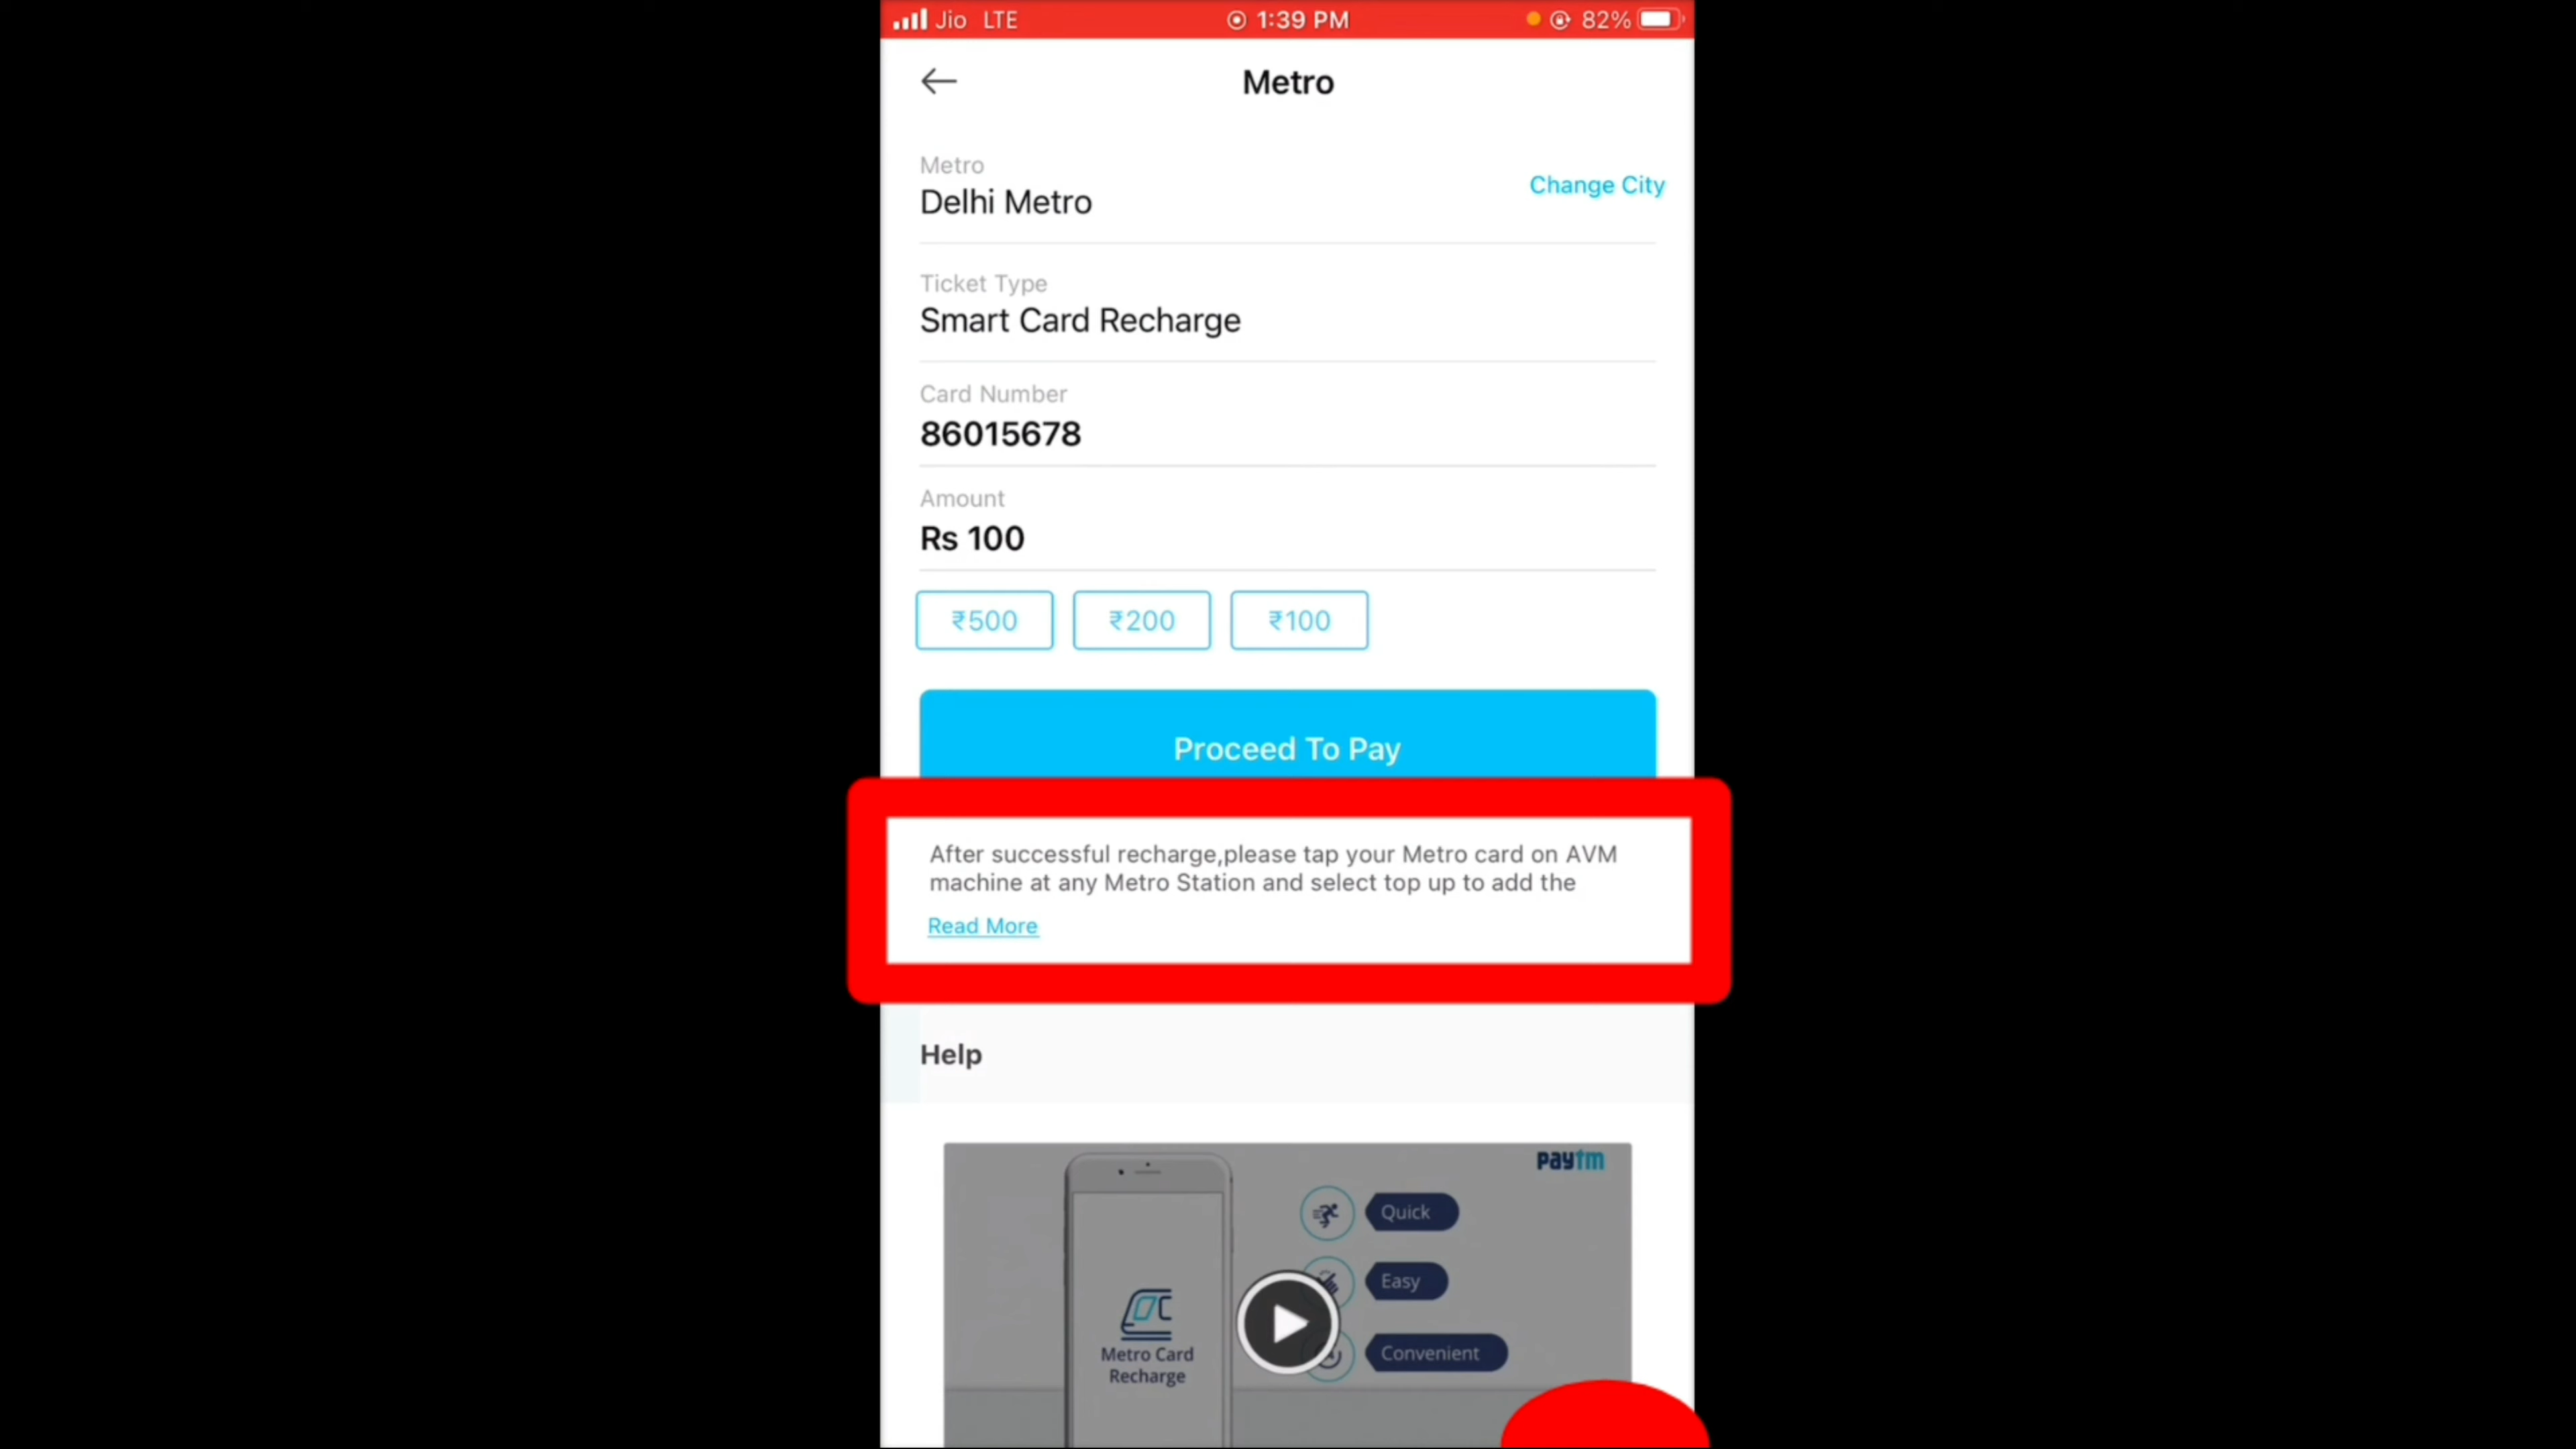 Jio LTE 1:39 PM 82%
Metro
Metro
Delhi Metro
Change City
Ticket Type
Smart Card Recharge
Card Number
86015678
Amount
Rs 100
₹500 ₹200 ₹100
Proceed To Pay
After successful recharge,please tap your Metro card on AVM
machine at any Metro Station and select top up to add the
Read More
Help
paytm
Quick
Easy
Convenient
Metro Card
Recharge